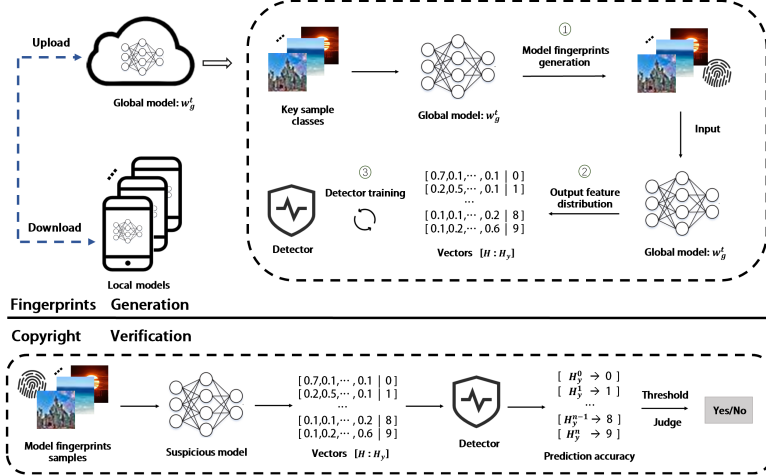 Upload
Global model: $w_g^t$
Download
Local models
Key sample
classes
Global model: $w_g^t$
①
Model fingerprints
generation
Input
Global model: $w_g^t$
②
Output feature
distribution
[ 0.7,0.1,⋯ , 0.1 | 0 ]
[ 0.2,0.5,⋯ , 0.1 | 1 ]
...
[ 0.1,0.1,⋯ , 0.2 | 8 ]
[ 0.1,0.2,⋯ , 0.6 | 9 ]
Vectors [$H : H_y$]
③
Detector training
Detector
Fingerprints Generation
Copyright Verification
Model fingerprints
samples
Suspicious model
[ 0.7,0.1,⋯ , 0.1 | 0 ]
[ 0.2,0.5,⋯ , 0.1 | 1 ]
...
[ 0.1,0.1,⋯ , 0.2 | 8 ]
[ 0.1,0.2,⋯ , 0.6 | 9 ]
Vectors [$H : H_y$]
Detector
[ $H_y^0$ → 0 ]
[ $H_y^1$ → 1 ]
...
[ $H_y^{n-1}$ → 8 ]
[ $H_y^n$ → 9 ]
Prediction accuracy
Threshold
Judge
Yes/No